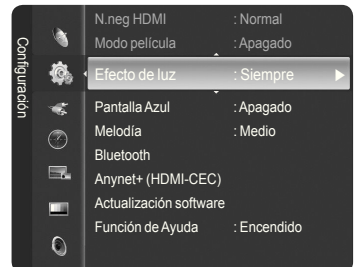 Configuración
N.neg HDMI : Normal
Modo película : Apagado
Efecto de luz : Siempre
Pantalla Azul : Apagado
Melodía : Medio
Bluetooth
Anynet+ (HDMI-CEC)
Actualización software
Función de Ayuda : Encendido